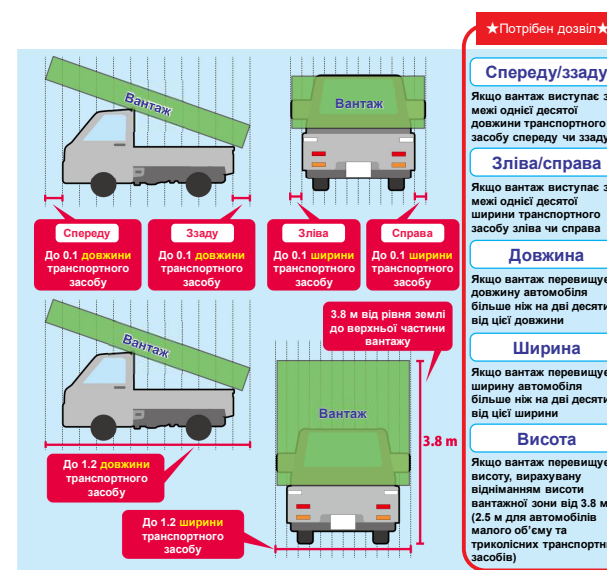 ★Потрібен дозвіл★
Вантаж
Вантаж
Спереду
До 0.1 довжини
транспортного
засобу
Ззаду
До 0.1 довжини
транспортного
засобу
Зліва
До 0.1 ширини
транспортного
засобу
Справа
До 0.1 ширини
транспортного
засобу
Вантаж
До 1.2 довжини
транспортного
засобу
3.8 м від рівня землі
до верхньої частини
вантажу
Вантаж
3.8 m
До 1.2 ширини
транспортного
засобу
Спереду/ззаду
Якщо вантаж виступає з
межі однієї десятої
довжини транспортного
засобу спереду чи ззаду
Зліва/справа
Якщо вантаж виступає з
межі однієї десятої
ширини транспортного
засобу зліва чи справа
Довжина
Якщо вантаж перевищує
довжину автомобіля
більше ніж на дві десяти
від цієї довжини
Ширина
Якщо вантаж перевищує
ширину автомобіля
більше ніж на дві десяти
від цієї ширини
Висота
Якщо вантаж перевищує
висоту, вирахувану
відніманням висоти
вантажної зони від 3.8 м
(2.5 м для автомобілів
малого об’єму та
триколісних транспортни
засобів)